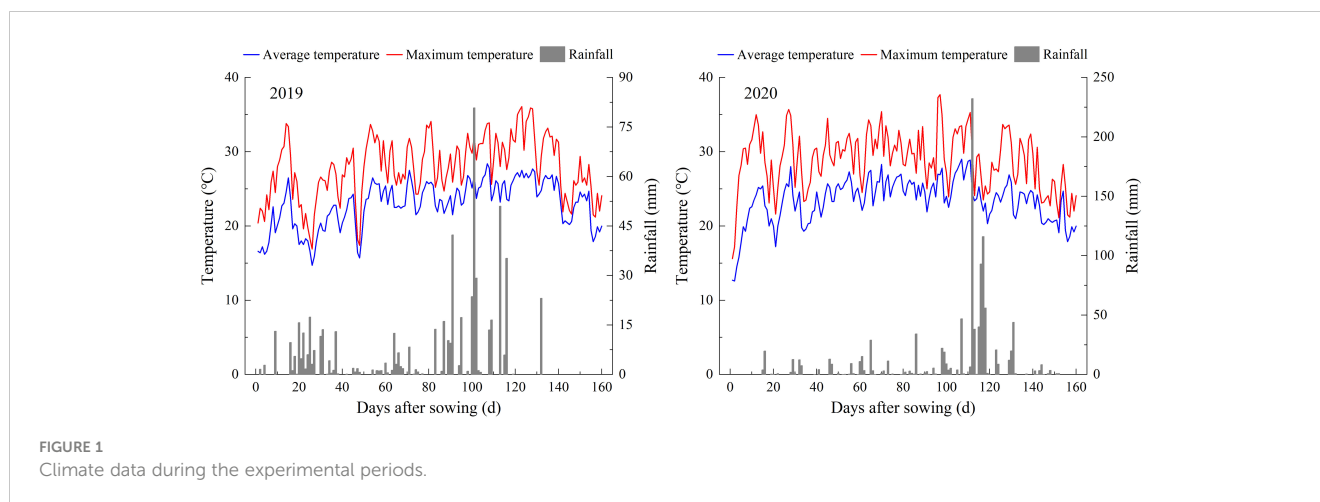 Average temperature Maximum temperature Rainfall
2019
40
30
20
10
0
Temperature (°C)
90
75
60
45
30
15
0
Rainfall (mm)
0 20 40 60 80 100 120 140 160
Days after sowing (d)
Average temperature Maximum temperature Rainfall
2020
40
30
20
10
0
Temperature (°C)
250
200
150
100
50
0
Rainfall (mm)
0 20 40 60 80 100 120 140 160
Days after sowing (d)
FIGURE 1
Climate data during the experimental periods.